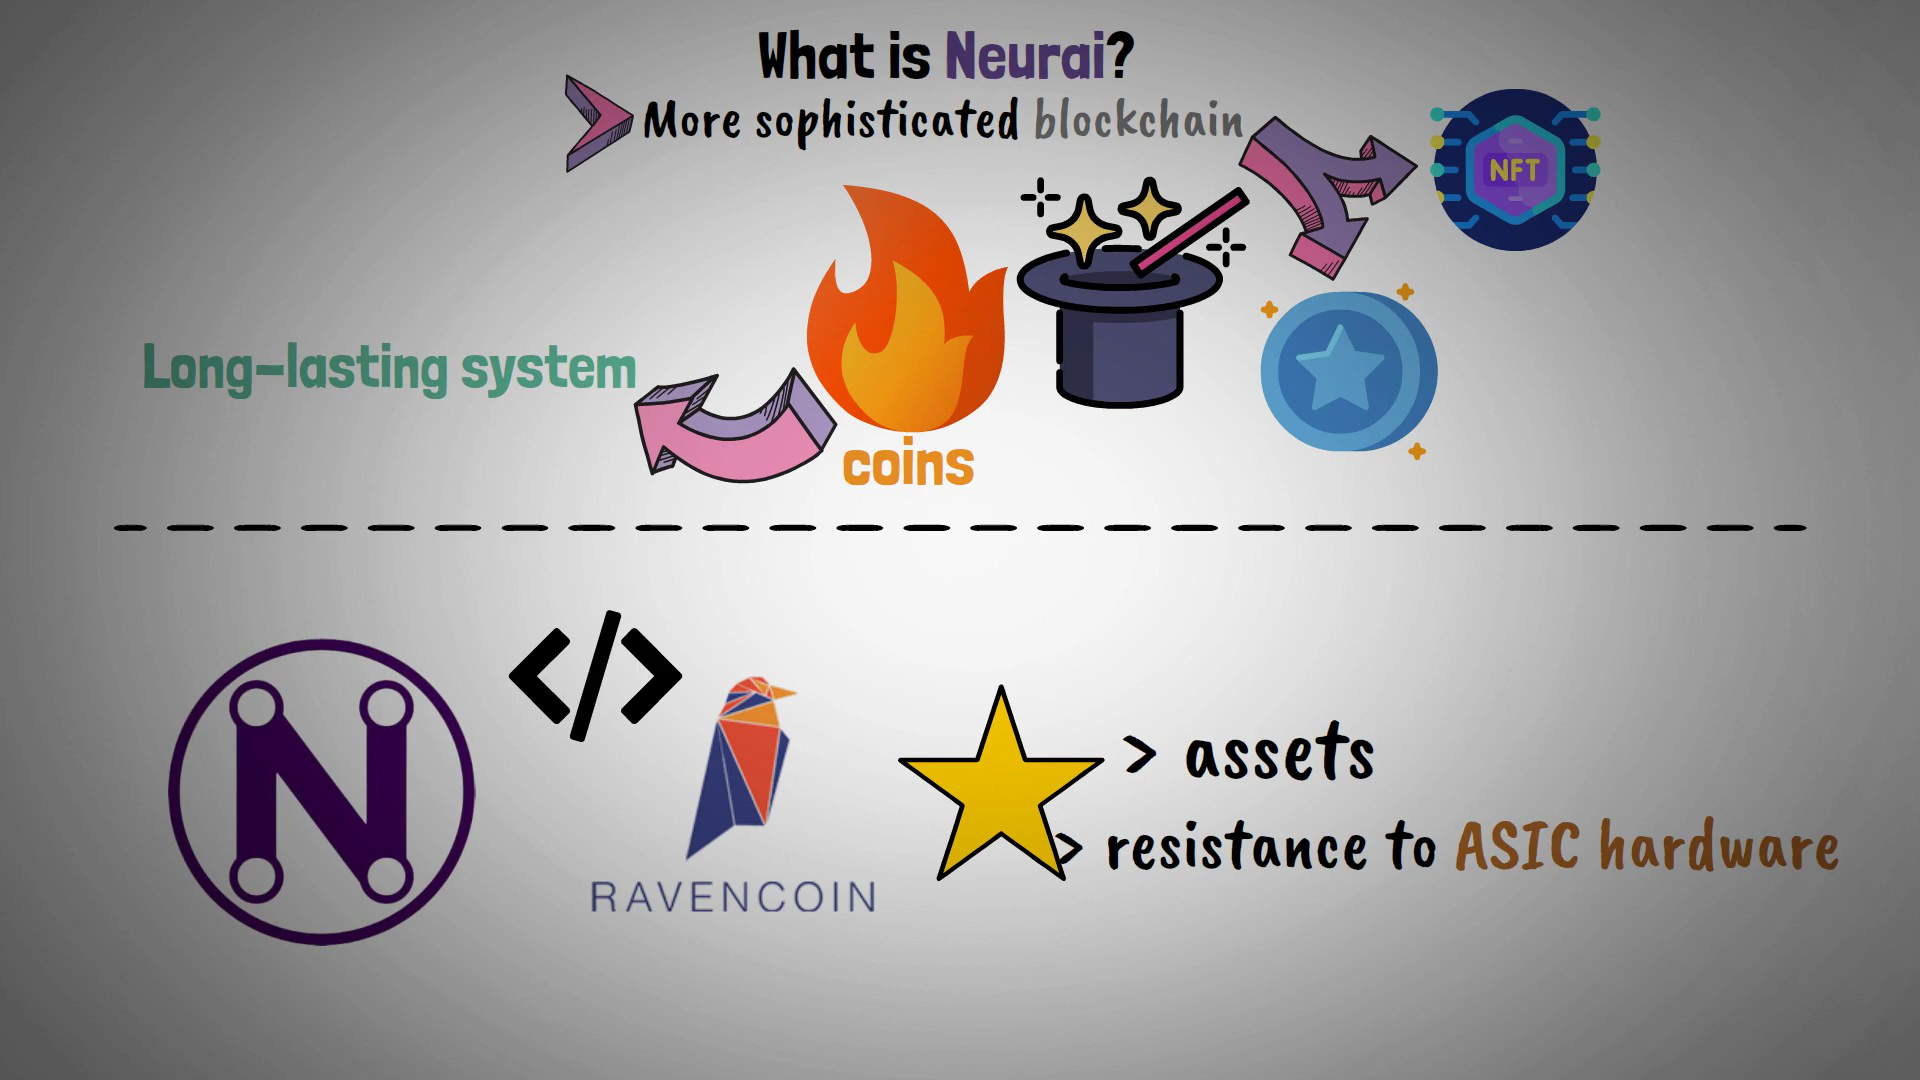 What is Neurai?
More sophisticated blockchain
NFT
Long-lasting system
coins
RAVENCOIN
> assets
> resistance to ASIC hardware